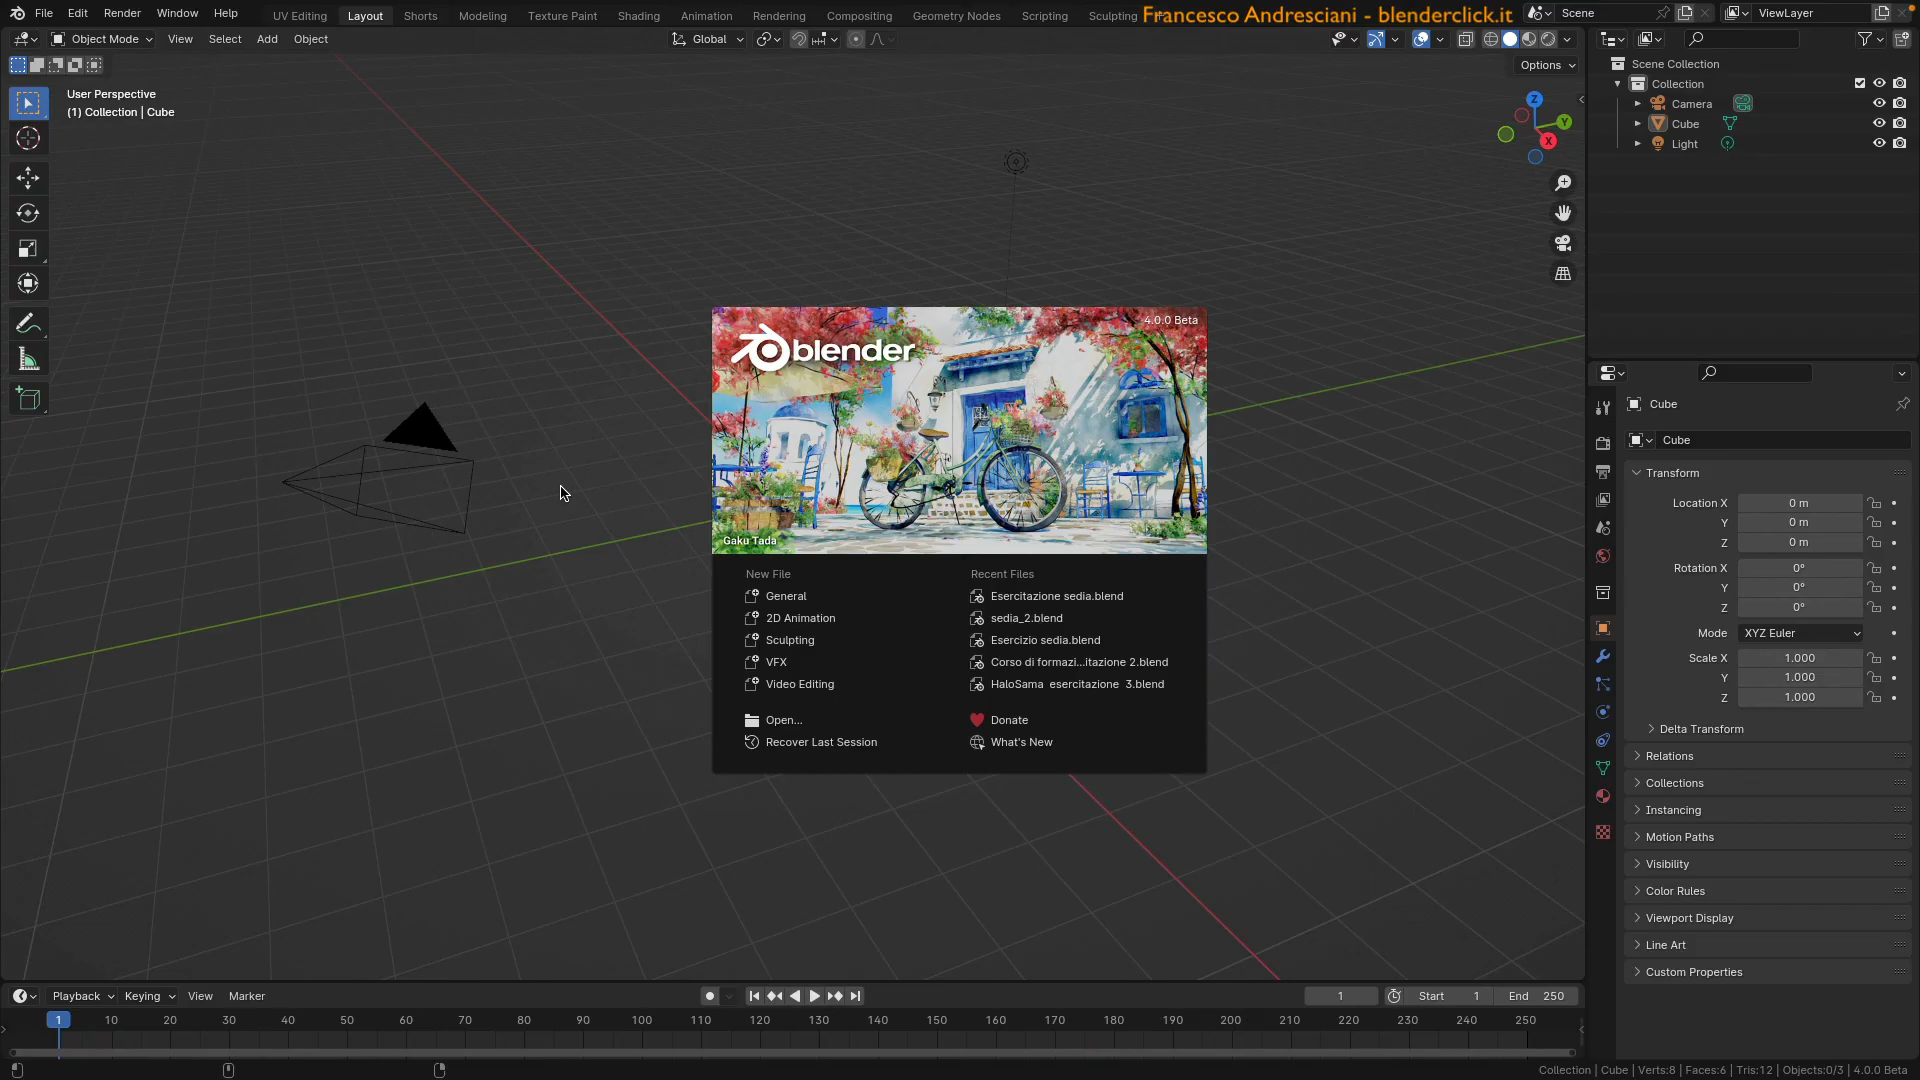 File Edit Render Window Help
UV Editing Layout Shorts Modeling Texture Paint Shading Animation Rendering Compositing Geometry Nodes Scripting Sculpting
Francesco Andresciani - blenderclick.it
Scene
ViewLayer
Object Mode View Select Add Object
Global
Options
User Perspective
(1) Collection | Cube
Z
Y
X
Scene Collection
Collection
Camera
Cube
Light
blender
4.0.0 Beta
Gaku Tada
New File
General
2D Animation
Sculpting
VFX
Video Editing
Open...
Recover Last Session
Recent Files
Esercitazione sedia.blend
sedia_2.blend
Esercizio sedia.blend
Corso di formazi...itazione 2.blend
HaloSama esercitazione 3.blend
Donate
What's New
Cube
Cube
Transform
Location X 0 m
Y 0 m
Z 0 m
Rotation X 0°
Y 0°
Z 0°
Mode XYZ Euler
Scale X 1.000
Y 1.000
Z 1.000
Delta Transform
Relations
Collections
Instancing
Motion Paths
Visibility
Color Rules
Viewport Display
Line Art
Custom Properties
Playback Keying View Marker
1 Start 1 End 250
1 10 20 30 40 50 60 70 80 90 100 110 120 130 140 150 160 170 180 190 200 210 220 230 240 250
Collection | Cube | Verts:8 | Faces:6 | Tris:12 | Objects:0/3 | 4.0.0 Beta